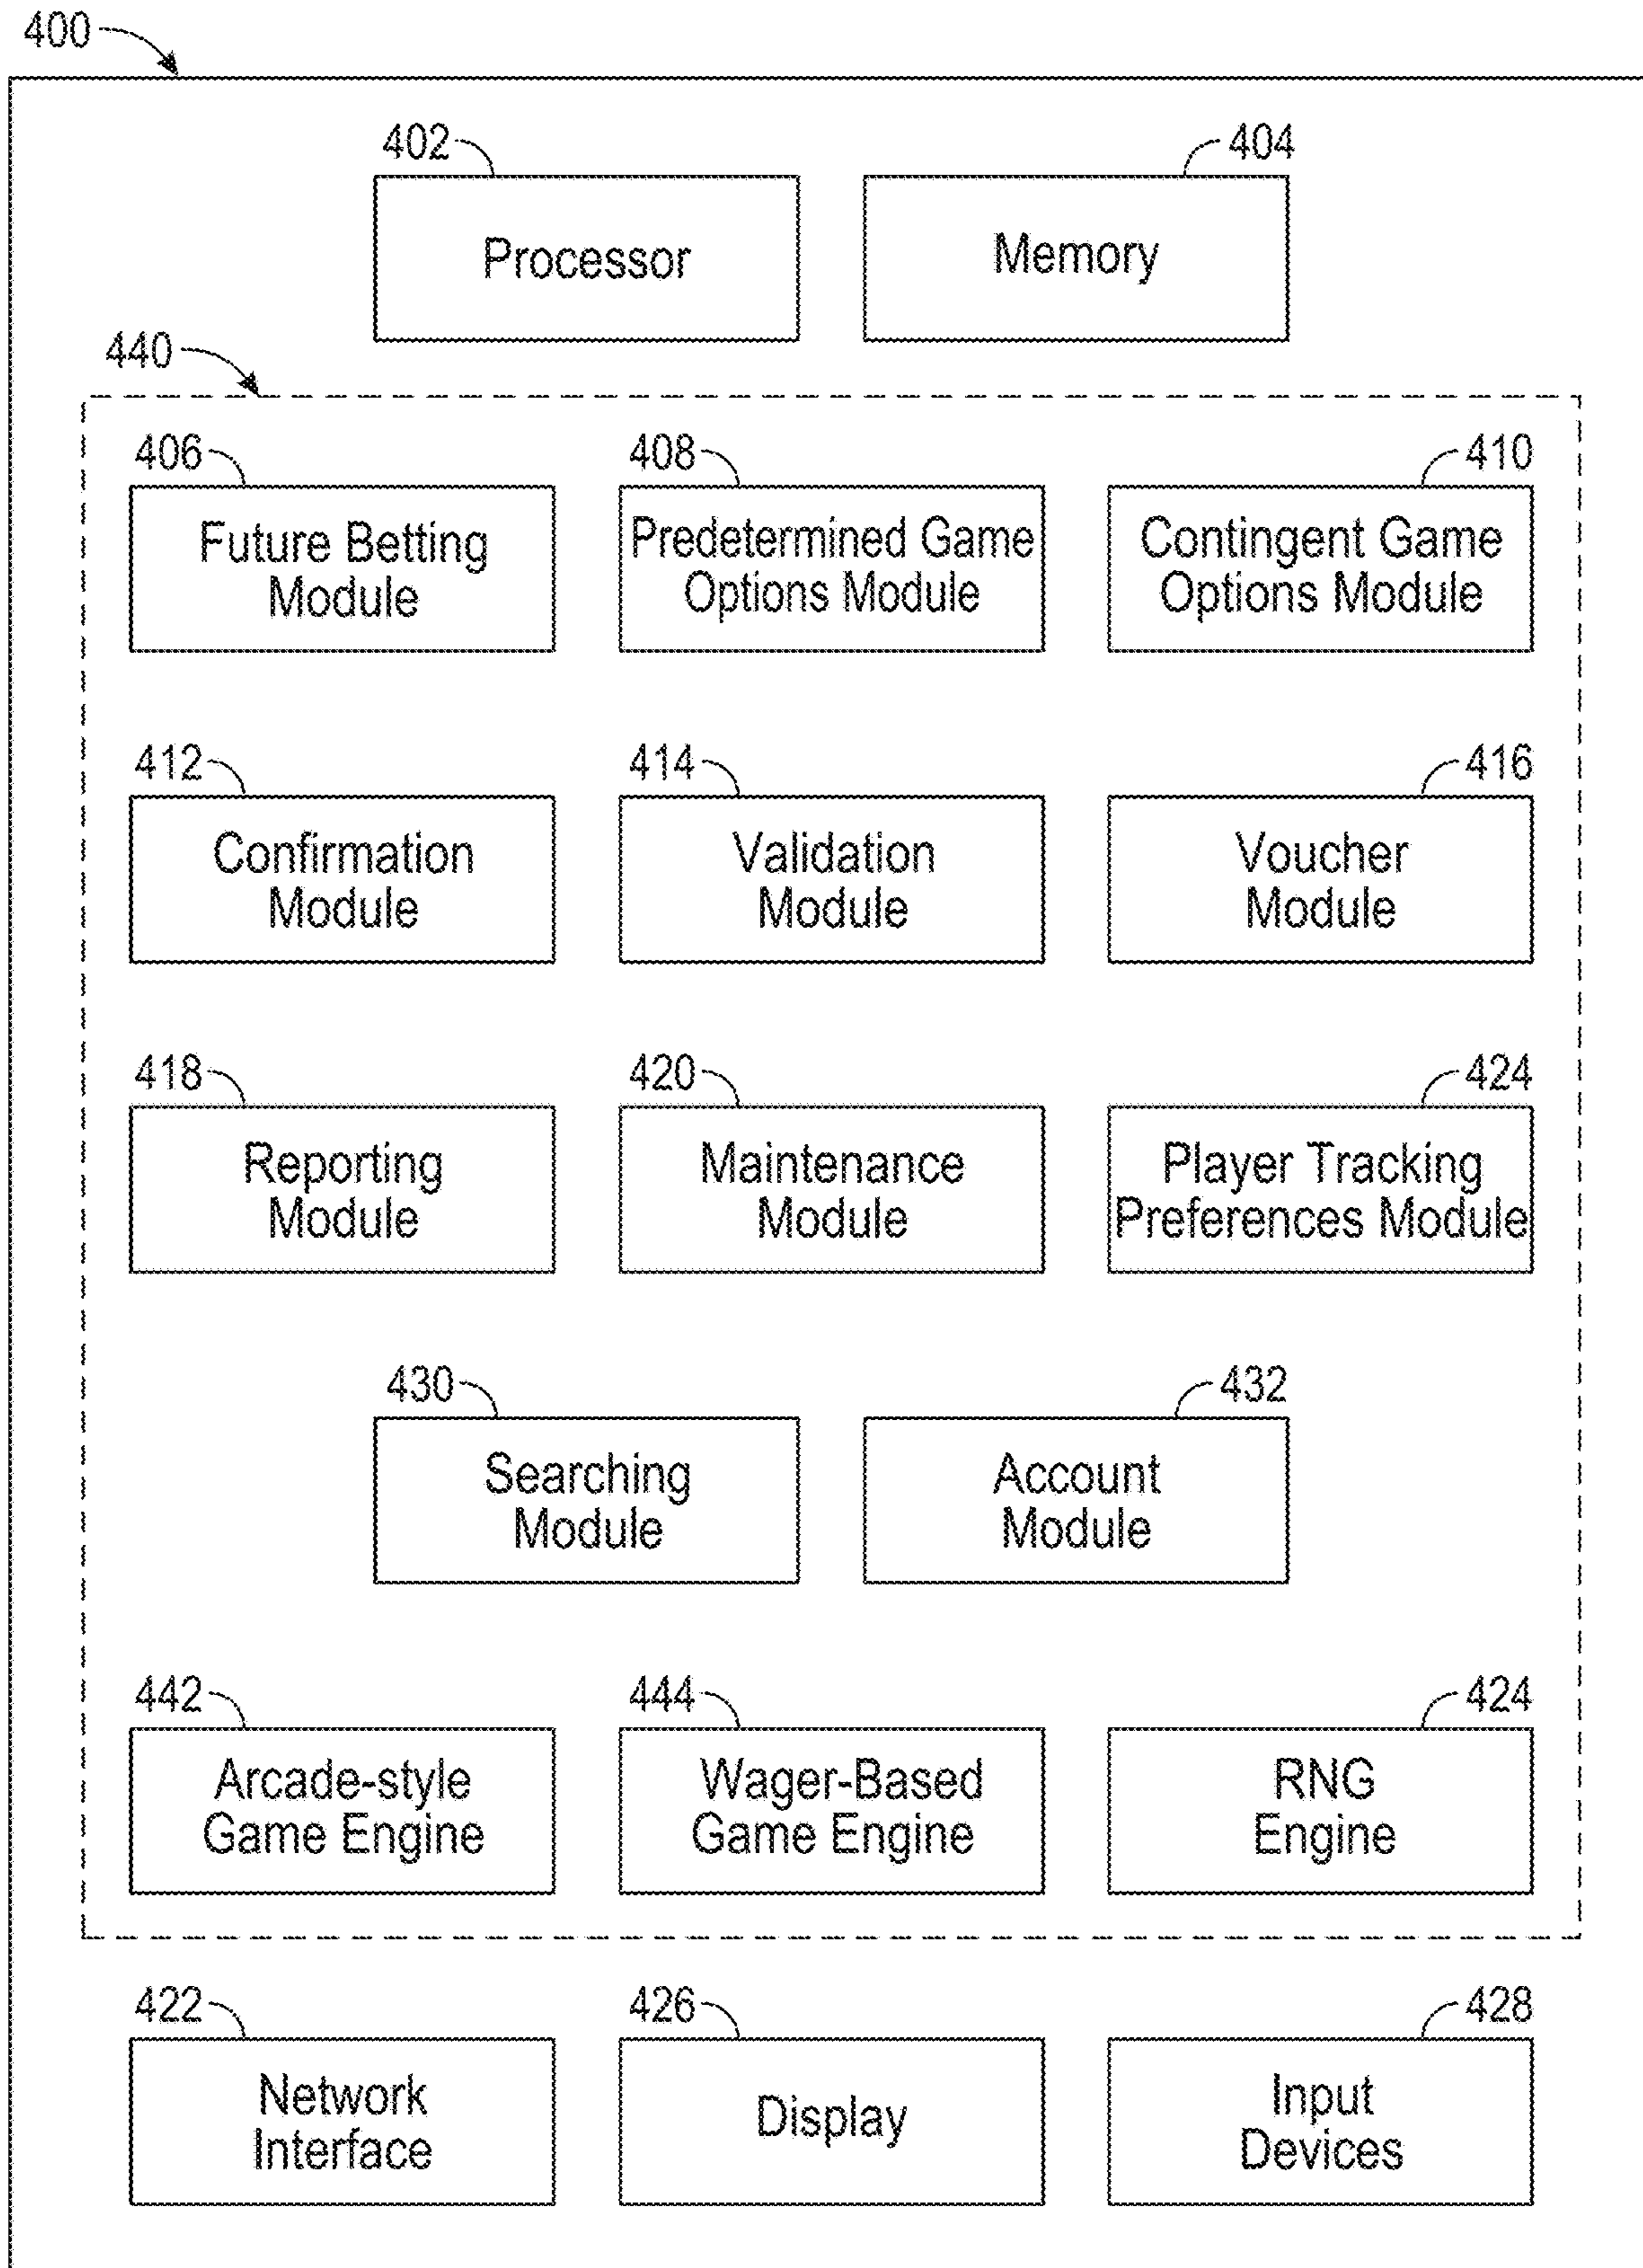 400
402
404
Processor
Memory
440
406
408
410
Future Betting
Module
Predetermined Game
Options Module
Contingent Game
Options Module
412
414
416
Confirmation
Module
Validation
Module
Voucher
Module
418
420
424
Reporting
Module
Maintenance
Module
Player Tracking
Preferences Module
430
432
Searching
Module
Account
Module
442
444
424
Arcade-style
Game Engine
Wager-Based
Game Engine
RNG
Engine
422
426
428
Network
Interface
Display
Input
Devices